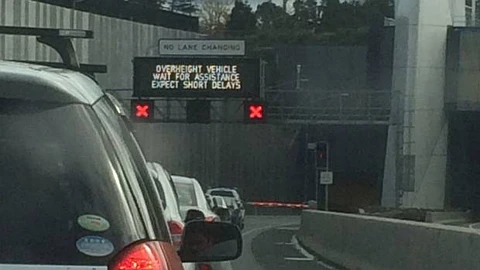 NO LANE CHANGING
OVERHEIGHT VEHICLE
WAIT FOR ASSISTANCE
EXPECT SHORT DELAYS